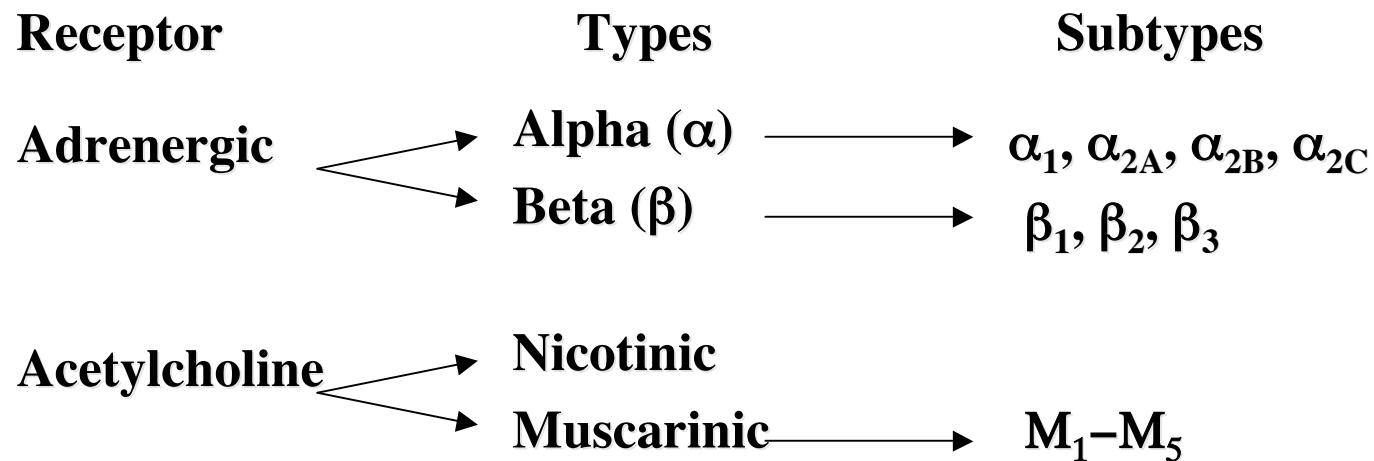 Receptor Types Subtypes
Adrenergic Alpha (α) α₁, α₂A, α₂B, α₂C
Beta (β) β₁, β₂, β₃
Acetylcholine Nicotinic
Muscarinic M₁–M₅